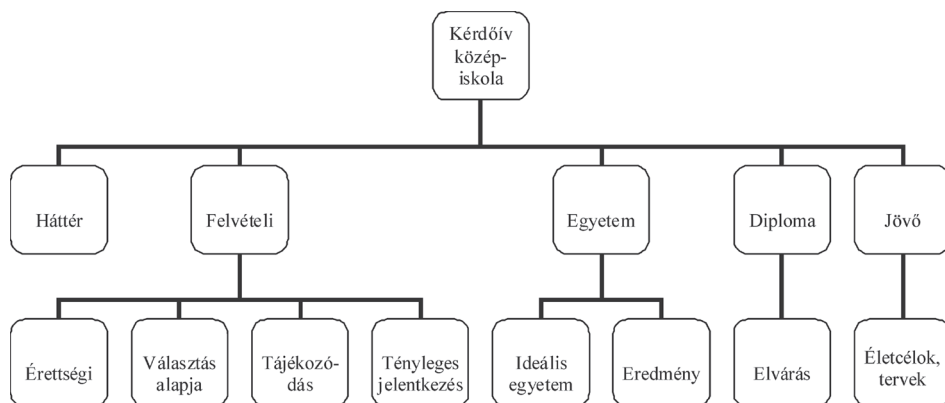 Kérdőív
közép-
iskola
Háttér
Felvételi
Egyetem
Diploma
Jövő
Érettségi
Választás
alapja
Tájékozó-
dás
Tényleges
jelentkezés
Ideális
egyetem
Eredmény
Elvárás
Életcélok,
tervek